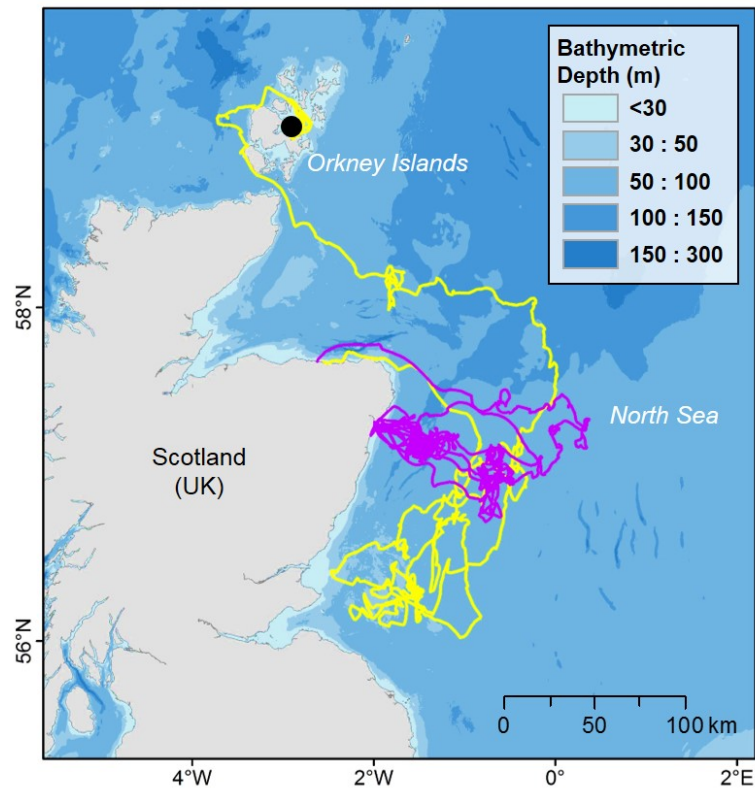 Bathymetric
Depth (m)
<30
30 : 50
50 : 100
100 : 150
150 : 300
Orkney Islands
58°N
North Sea
Scotland
(UK)
56°N
0 50 100 km
4°W 2°W 0° 2°E